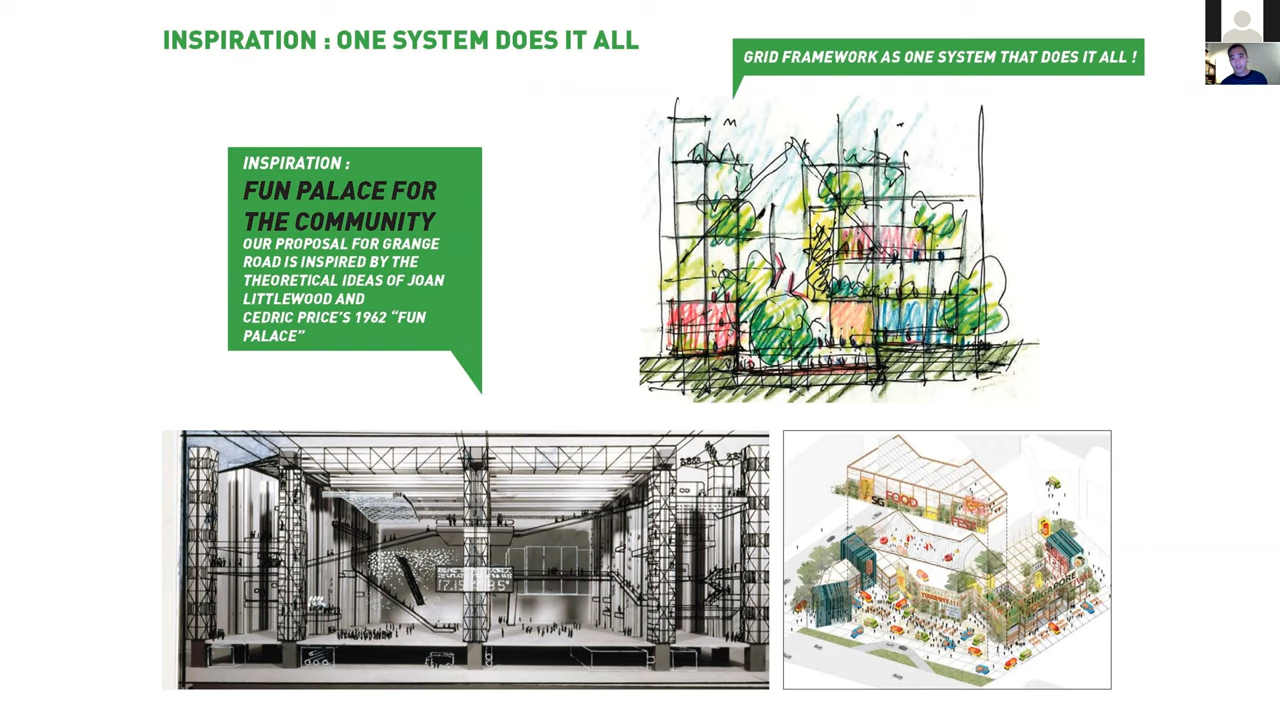 INSPIRATION : ONE SYSTEM DOES IT ALL
GRID FRAMEWORK AS ONE SYSTEM THAT DOES IT ALL !
INSPIRATION :
FUN PALACE FOR
THE COMMUNITY
OUR PROPOSAL FOR GRANGE
ROAD IS INSPIRED BY THE
THEORETICAL IDEAS OF JOAN
LITTLEWOOD AND
CEDRIC PRICE'S 1962 “FUN
PALACE”
SG FOOD
FEST